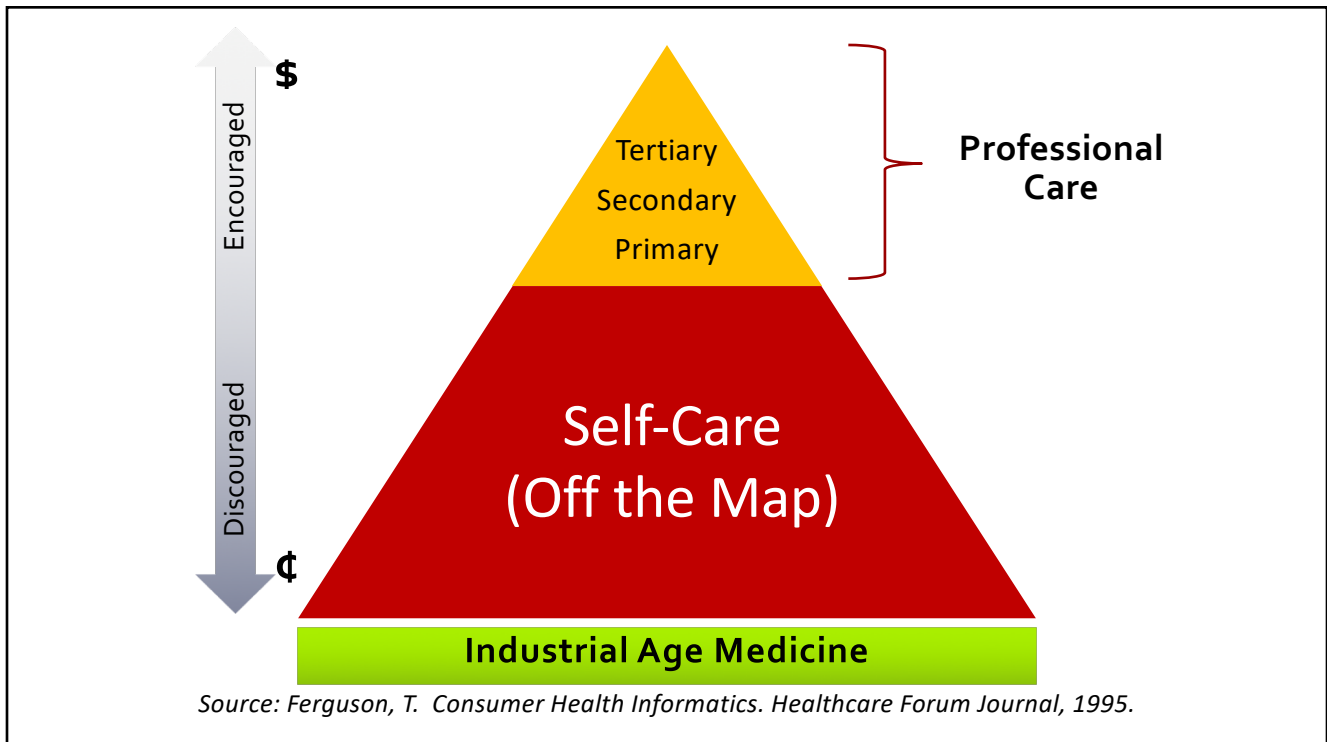 $
Encouraged
Discouraged
¢
Tertiary
Secondary
Primary
Professional
Care
Self-Care
(Off the Map)
Industrial Age Medicine
Source: Ferguson, T. Consumer Health Informatics. Healthcare Forum Journal, 1995.